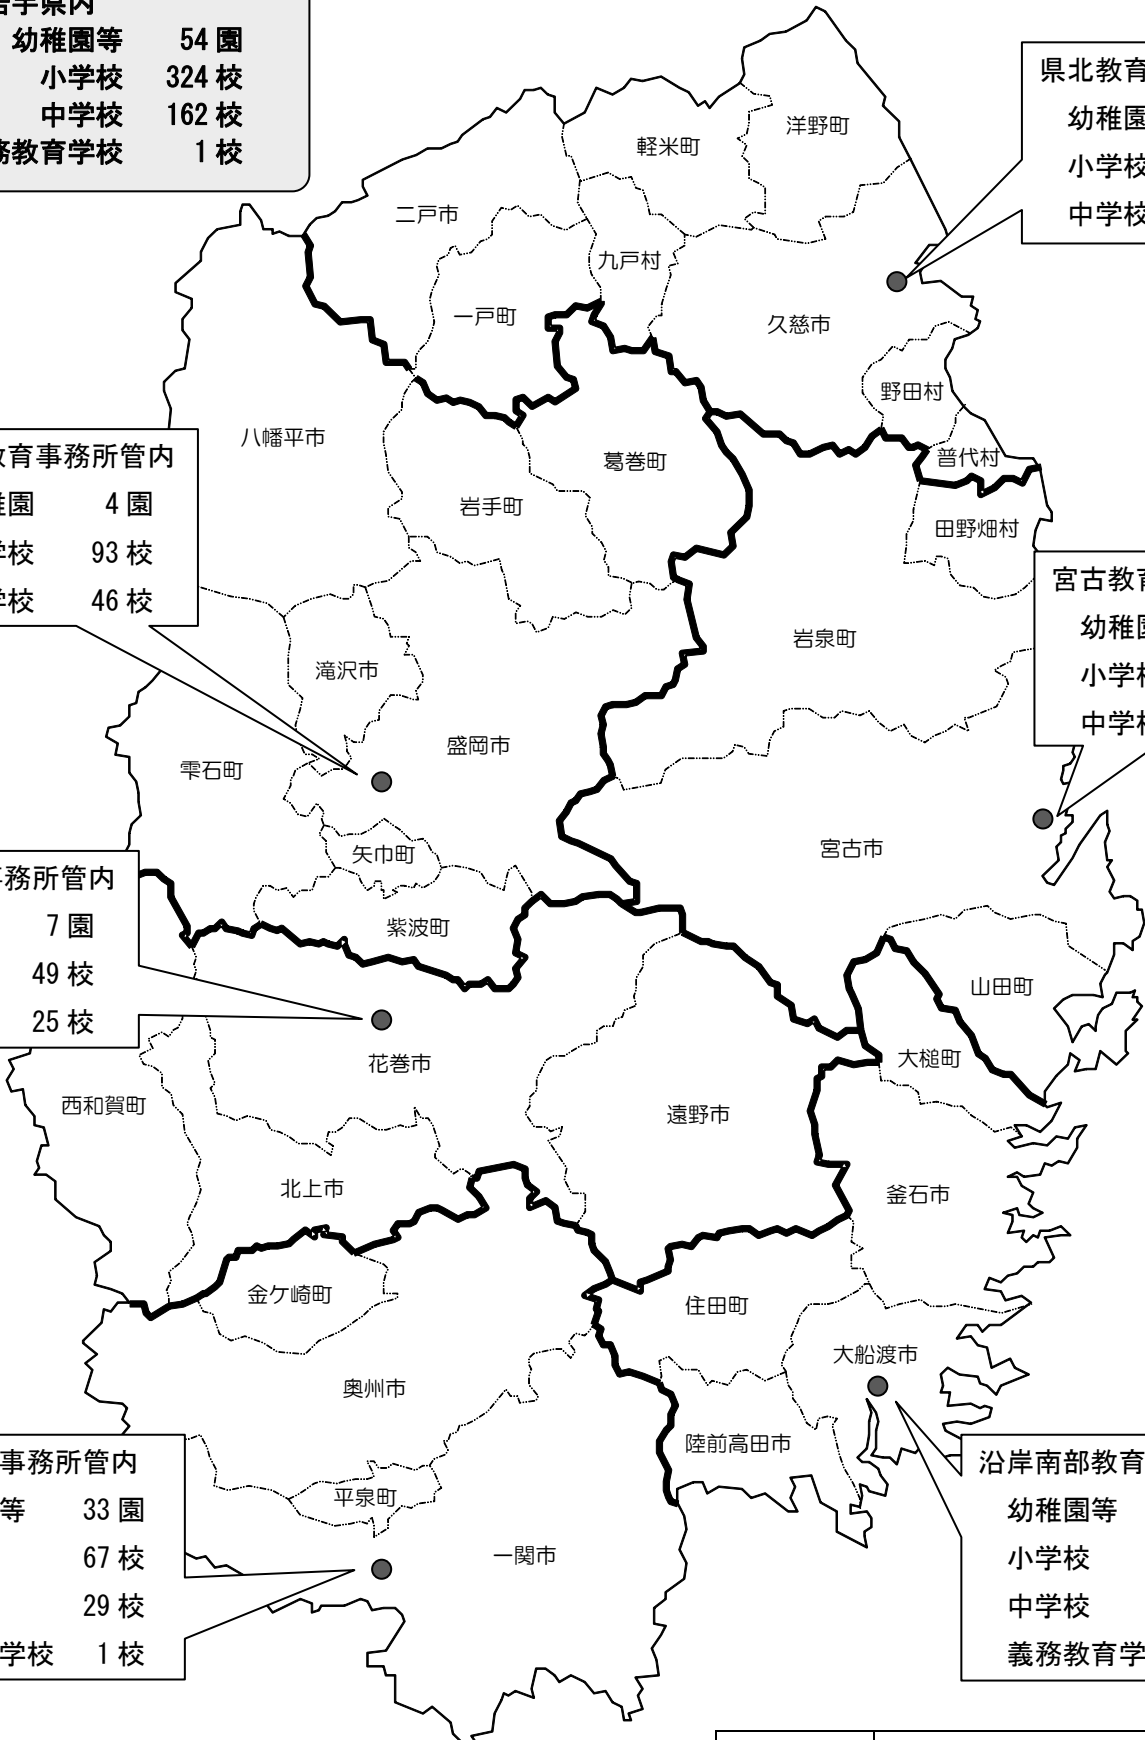 岩手県内
幼稚園等 54 園
小学校 324 校
中学校 162 校
務教育学校 1 校
県北教育
幼稚園
小学校
中学校
洋野町
軽米町
二戸市
九戸村
一戸町
久慈市
野田村
普代村
八幡平市
葛巻町
岩手町
田野畑村
教育事務所管内
稚園 4 園
学校 93 校
学校 46 校
宮古教育
幼稚園
小学校
中学校
岩泉町
滝沢市
盛岡市
雫石町
矢巾町
宮古市
紫波町
事務所管内
7 園
49 校
25 校
山田町
大槌町
花巻市
西和賀町
遠野市
北上市
釜石市
金ケ崎町
住田町
大船渡市
奥州市
陸前高田市
平泉町
一関市
事務所管内
等 33 園
67 校
29 校
学校 1 校
沿岸南部教育
幼稚園等
小学校
中学校
義務教育学